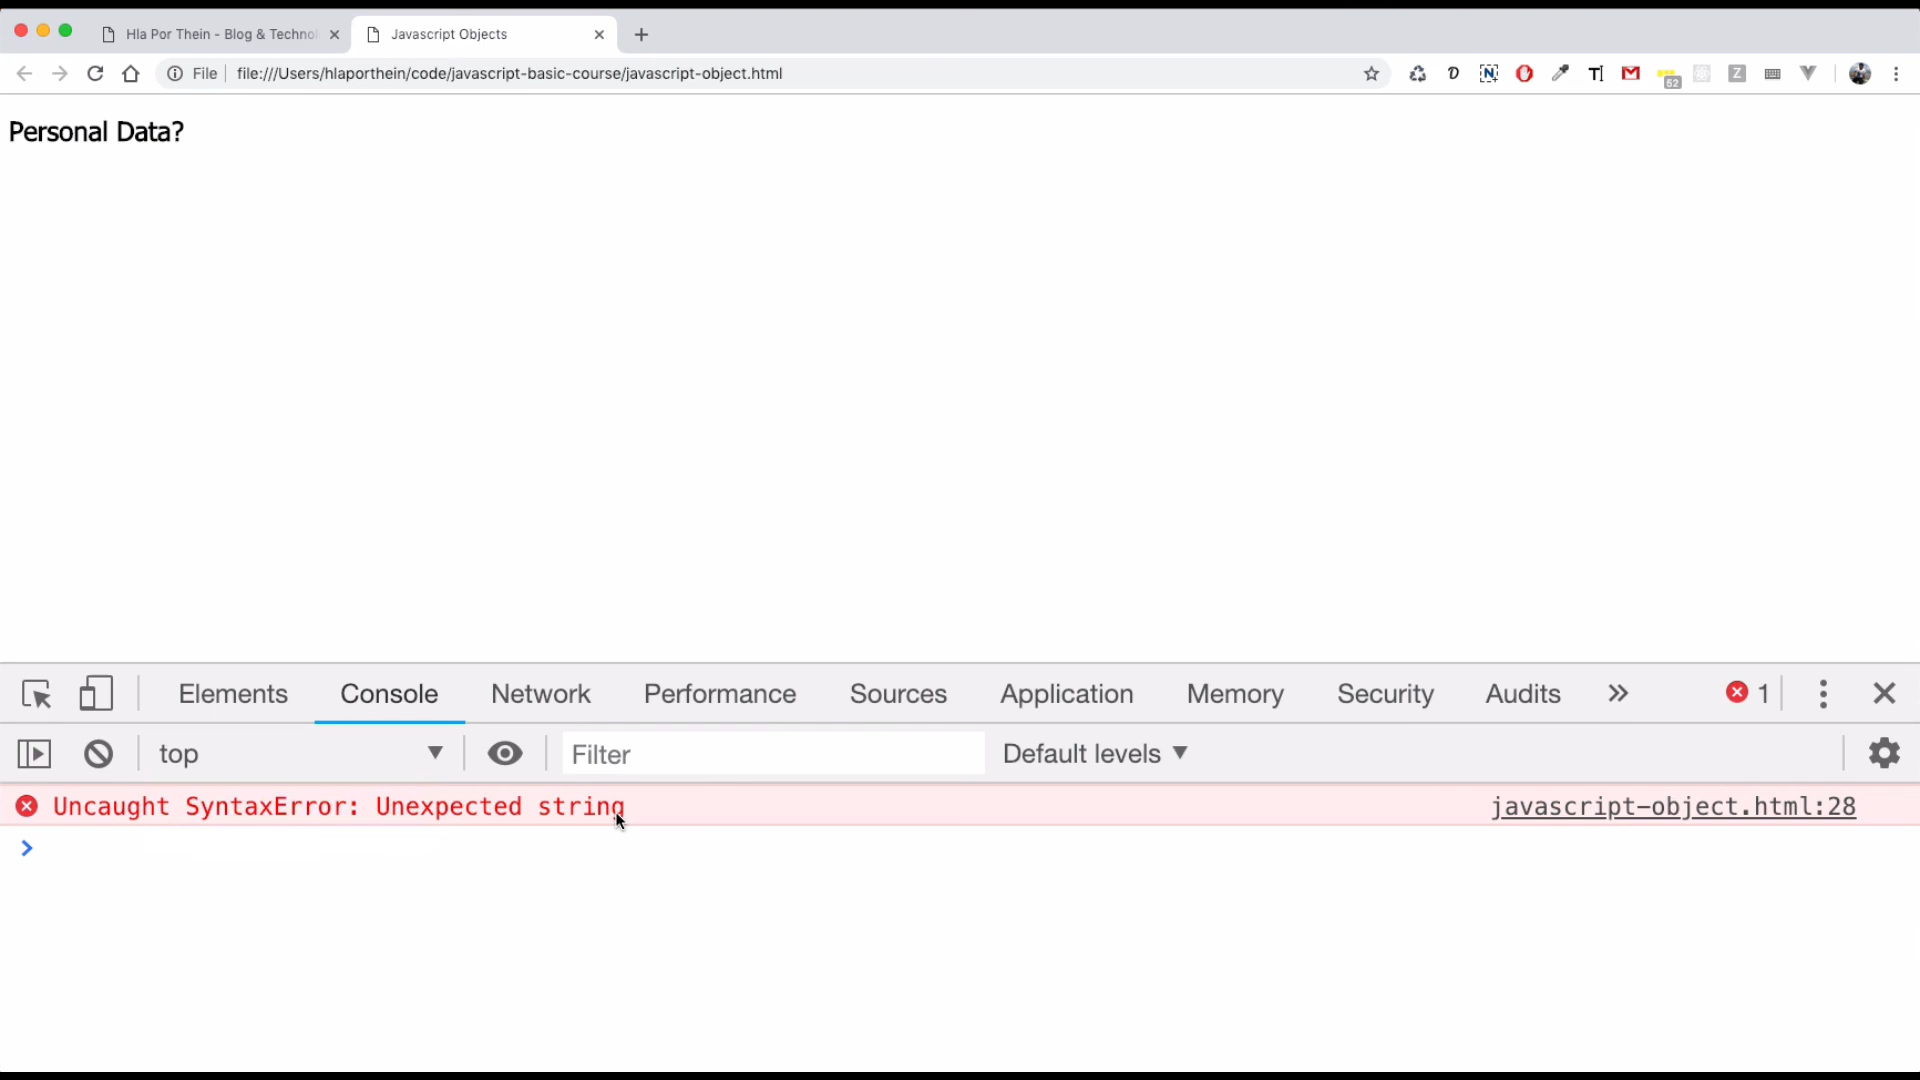 Hla Por Thein - Blog & Technol
Javascript Objects
File
file:///Users/hlaporthein/code/javascript-basic-course/javascript-object.html
52
Personal Data?
Elements
Console
Network
Performance
Sources
Application
Memory
Security
Audits
1
top
Filter
Default levels
Uncaught SyntaxError: Unexpected string
javascript-object.html:28